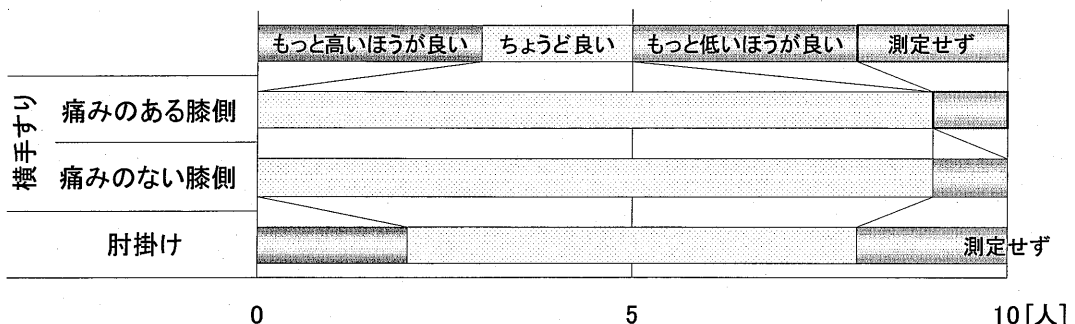 もっと高いほうが良い ちょうど良い もっと低いほうが良い 測定せず
横手すり
痛みのある膝側
痛みのない膝側
肘掛け 測定せず
0 5 10[人]